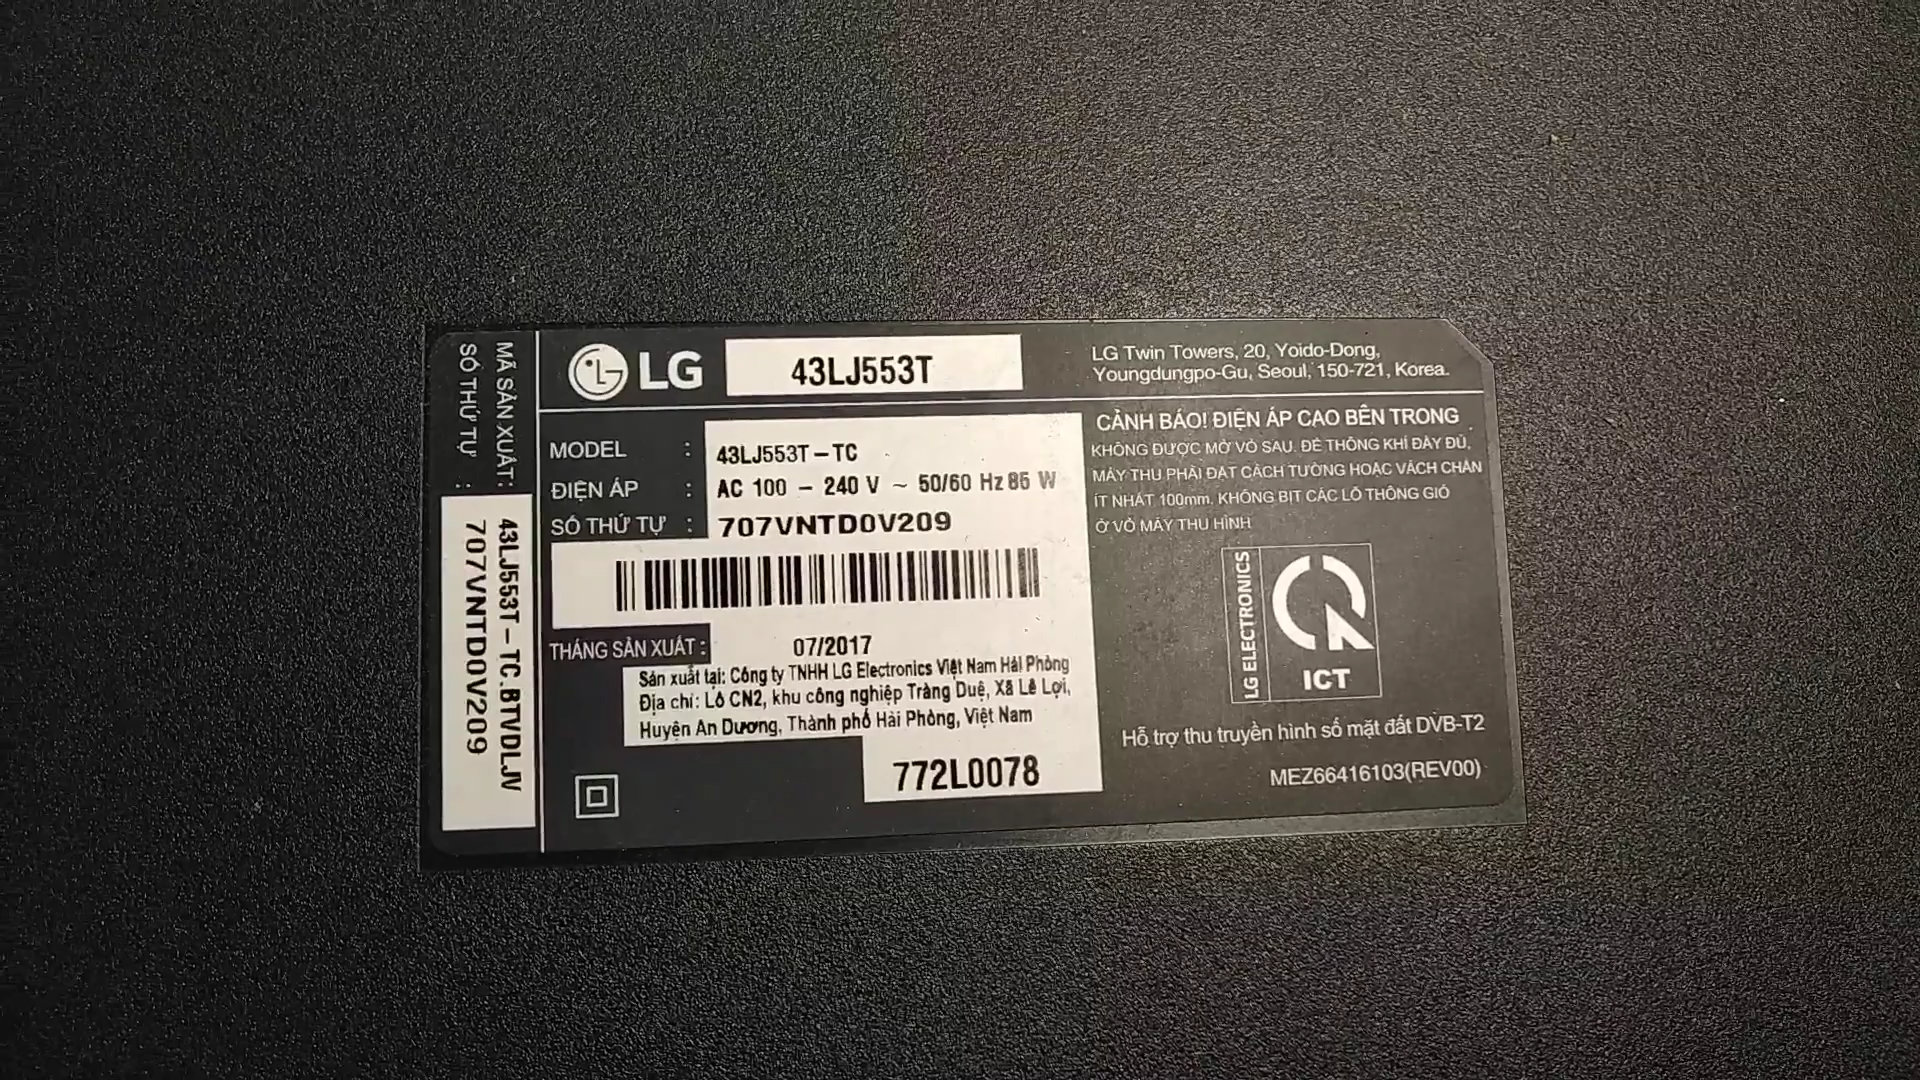 LG 43LJ553T
LG Twin Towers, 20, Yoido-Dong,
Youngdungpo-Gu, Seoul, 150-721, Korea.
MODEL : 43LJ553T-TC
ĐIỆN ÁP : AC 100 - 240 V ~ 50/60 Hz 85 W
SỐ THỨ TỰ : 707VNTD0V209
THÁNG SẢN XUẤT : 07/2017
Sản xuất tại: Công ty TNHH LG Electronics Việt Nam Hải Phòng
Địa chỉ: Lô CN2, khu công nghiệp Tràng Duệ, Xã Lê Lợi,
Huyện An Dương, Thành phố Hải Phòng, Việt Nam
772L0078
CẢNH BÁO! ĐIỆN ÁP CAO BÊN TRONG
KHÔNG ĐƯỢC MỞ VỎ SAU. ĐỂ THÔNG KHÍ ĐẦY ĐỦ,
MÁY THU PHẢI ĐẶT CÁCH TƯỜNG HOẶC VÁCH CHẮN
ÍT NHẤT 100mm. KHÔNG BỊT CÁC LỖ THÔNG GIÓ
Ở VỎ MÁY THU HÌNH
LG ELECTRONICS
ICT
Hỗ trợ thu truyền hình số mặt đất DVB-T2
MEZ66416103(REV00)
MÃ SẢN XUẤT : 43LJ553T-TC.BTVDLJV
SỐ THỨ TỰ : 707VNTD0V209